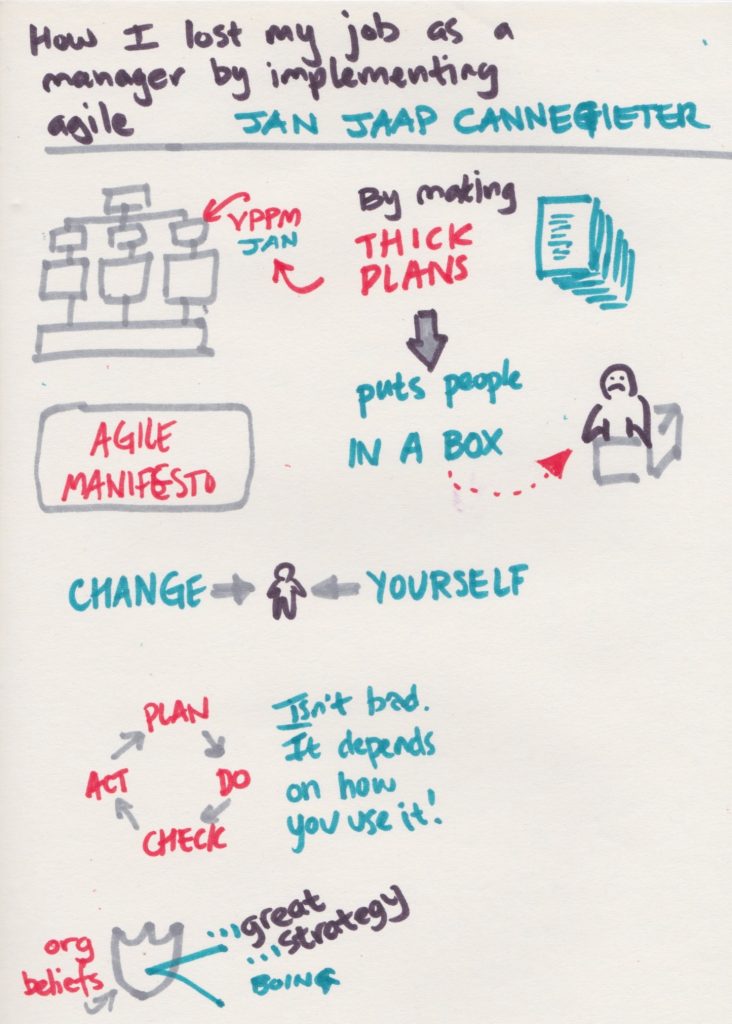 How I lost my job as a
manager by implementing
agile JAN JAAP CANNEGIETER
VPPM
JAN
By making
THICK
PLANS
puts people
IN A BOX
AGILE
MANIFESTO
CHANGE YOURSELF
PLAN
DO
CHECK
ACT
Isn't bad.
It depends
on how
you use it!
org
beliefs
...great
strategy
...
BOING